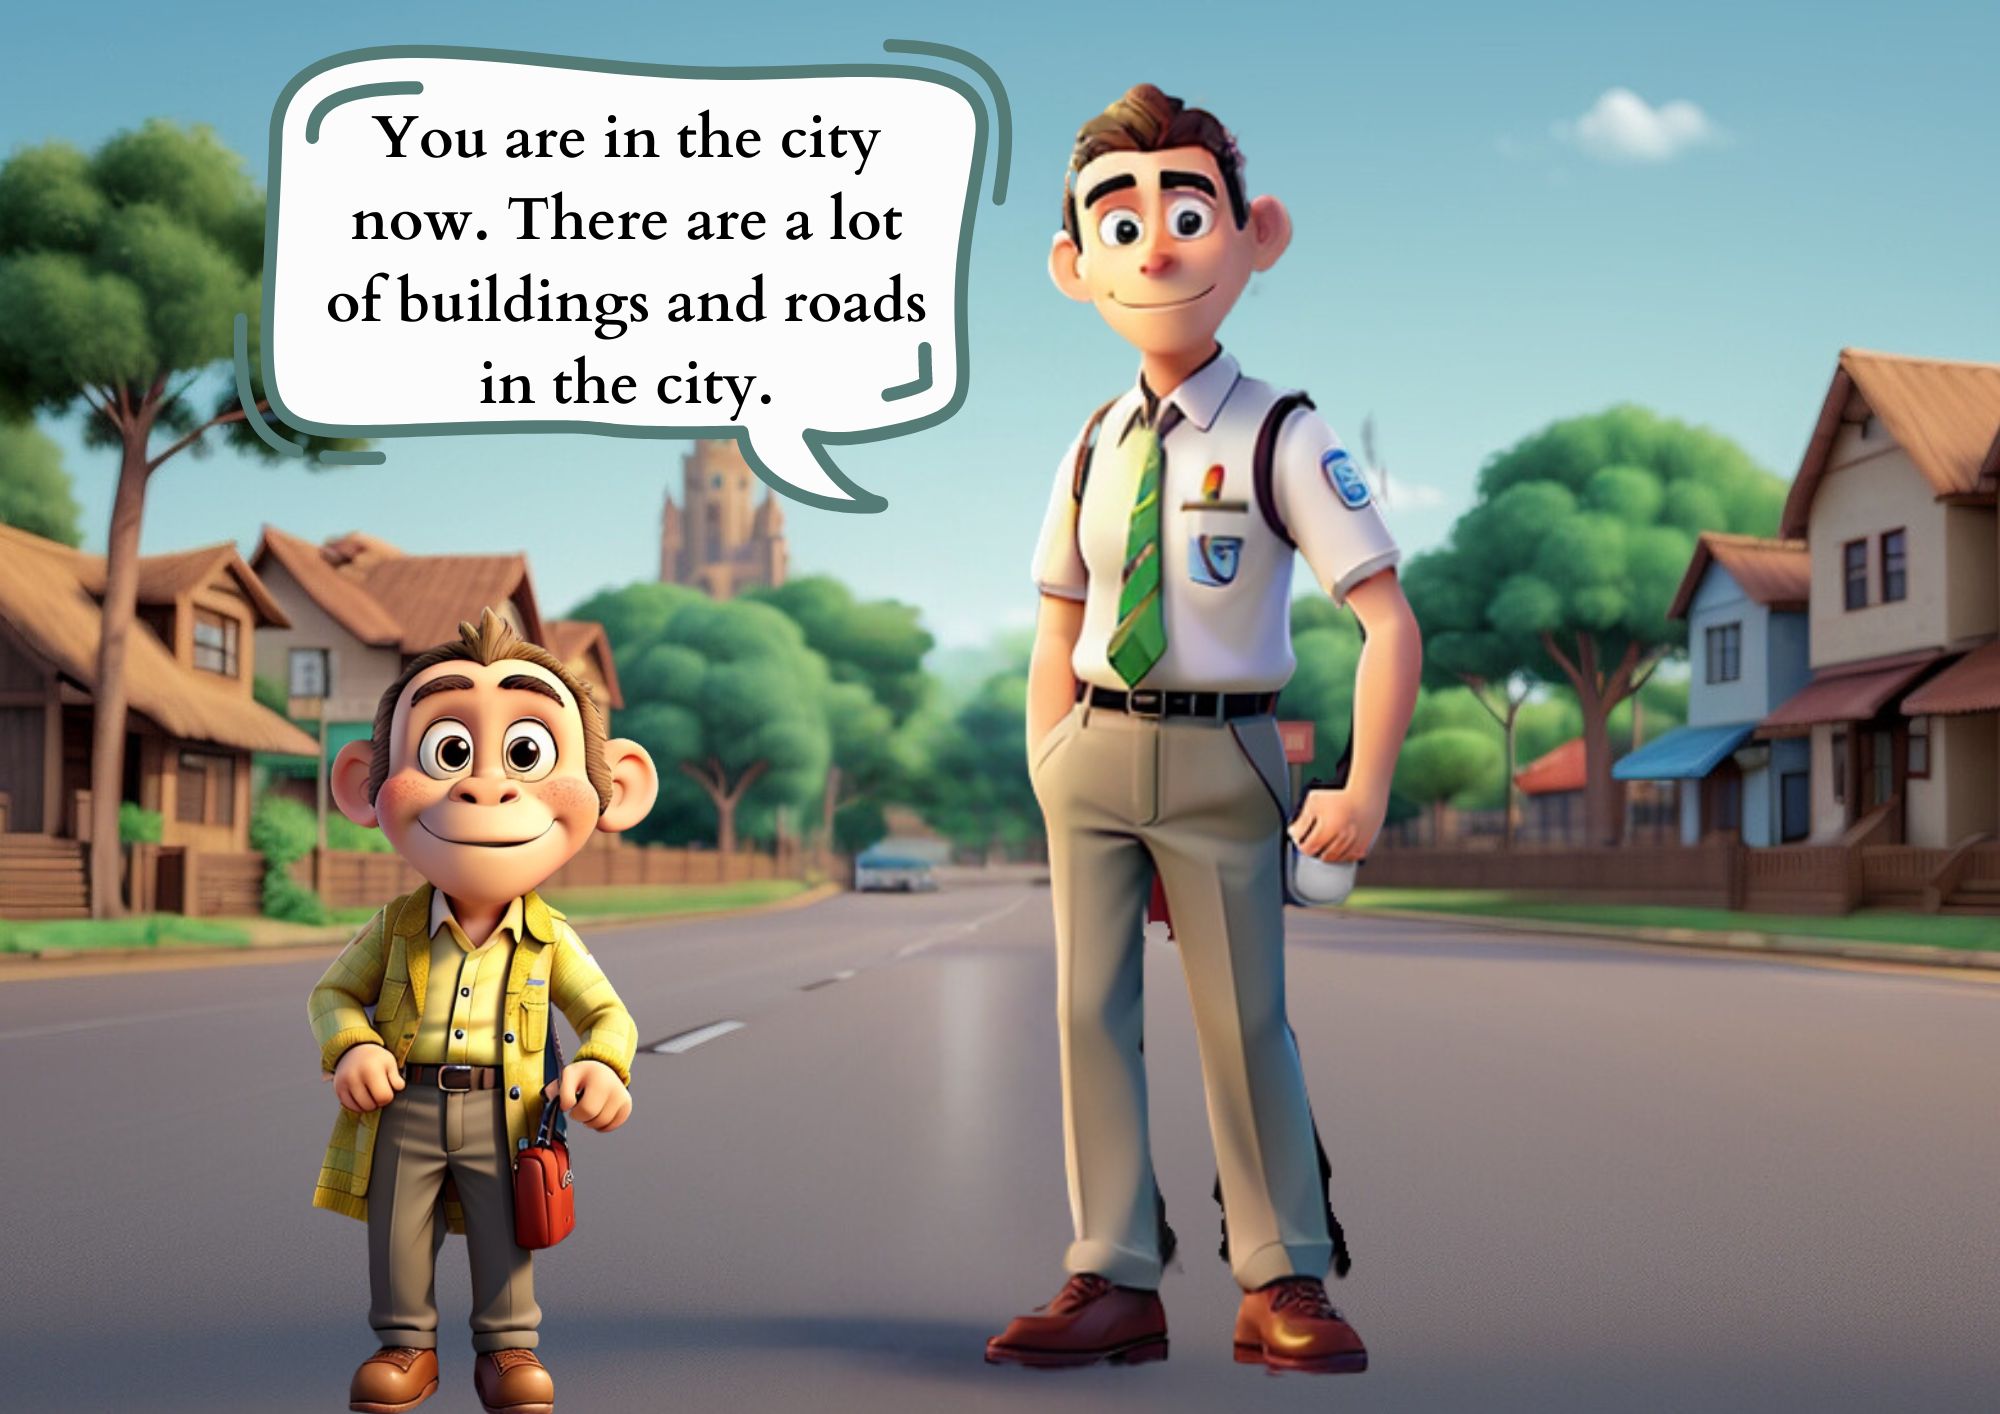 You are in the city
now. There are a lot
of buildings and roads
in the city.